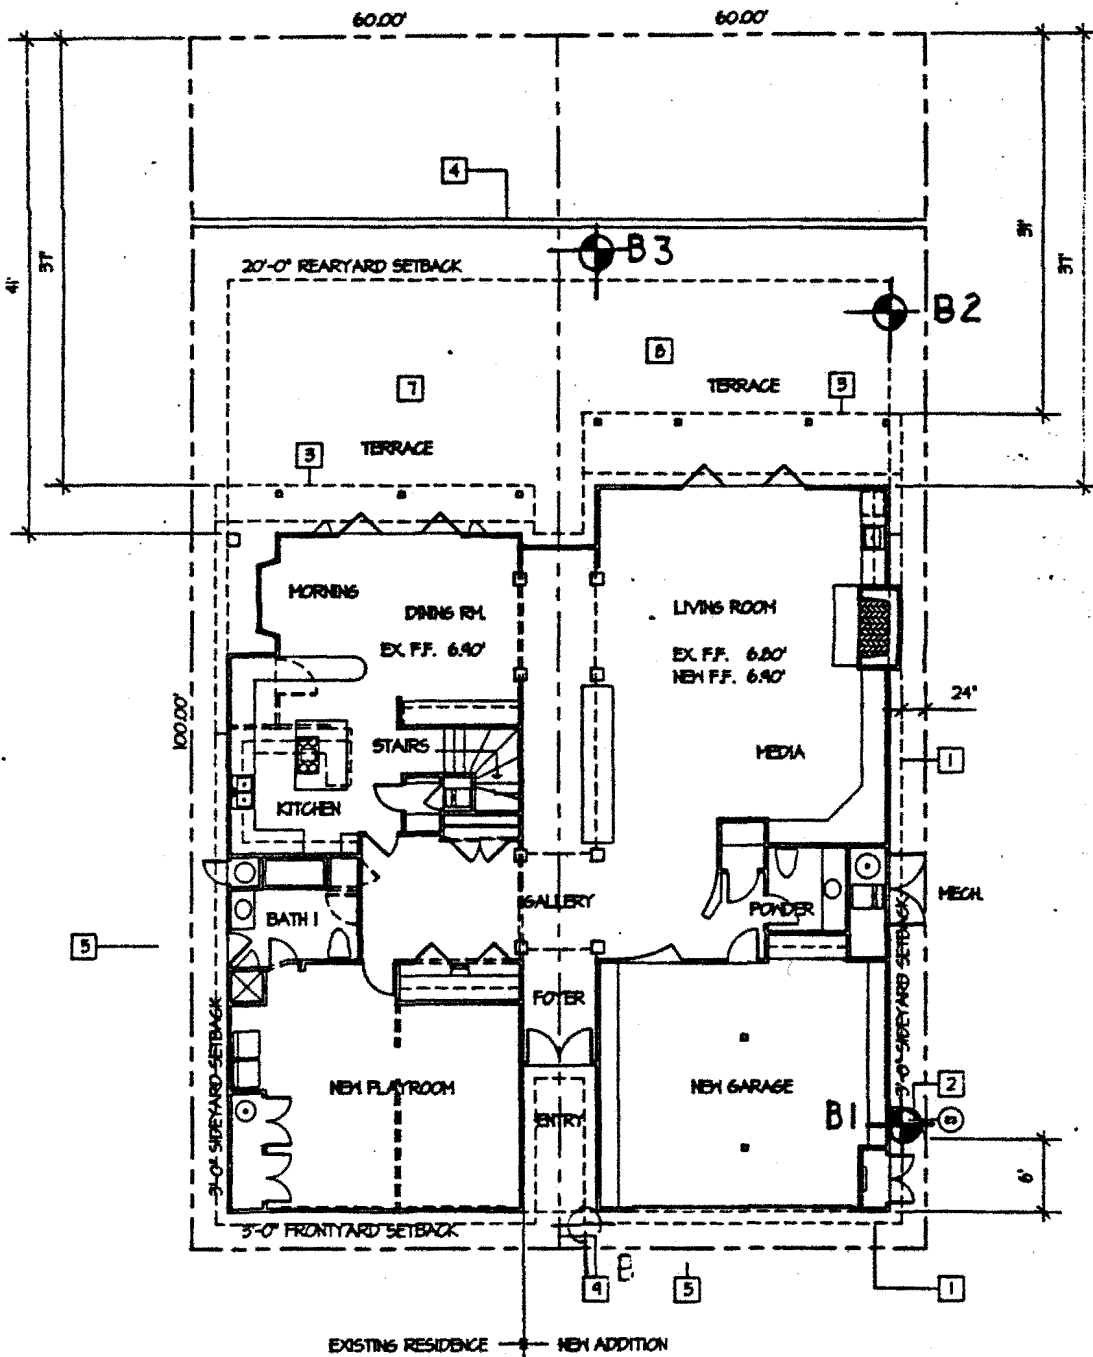 60.00' 60.00'
4
B3
20'-0" REARYARD SETBACK
31'
37'
41'
37'
B2
8
7
TERRACE
3
TERRACE
3
MORNING
DINING RM.
LIVING ROOM
EX. F.F. 6.90'
EX. F.F. 6.80'
NEW F.F. 6.90'
24"
100.00'
STAIRS
MEDIA
1
KITCHEN
GALLERY
MECH.
POWDER
BATH 1
5
FOYER
3'-0" SIDEYARD SETBACK
3'-0" SIDEYARD SETBACK
NEW PLAYROOM
NEW GARAGE
2
B1
ENTRY
6'
3'-0" FRONTYARD SETBACK
B
4
5
1
EXISTING RESIDENCE
NEW ADDITION